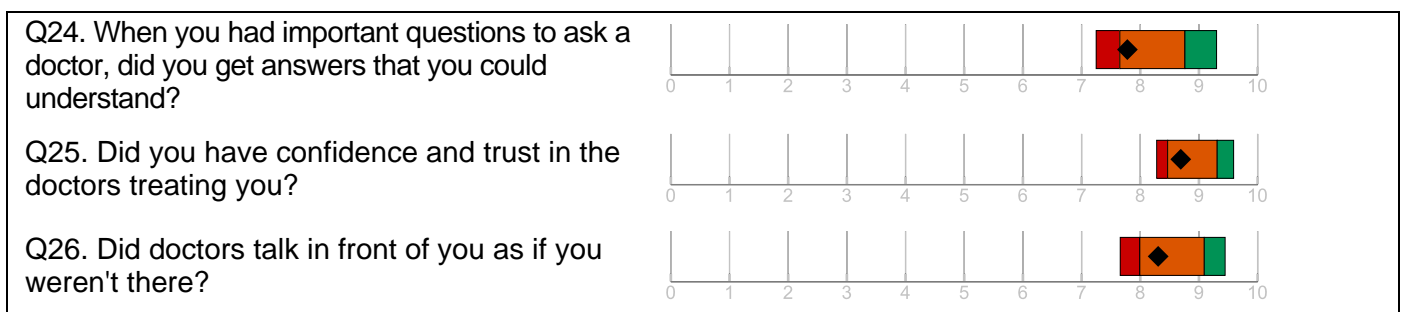 Q24. When you had important questions to ask a
doctor, did you get answers that you could
understand?
0 1 2 3 4 5 6 7 8 9 10
Q25. Did you have confidence and trust in the
doctors treating you?
0 1 2 3 4 5 6 7 8 9 10
Q26. Did doctors talk in front of you as if you
weren't there?
0 1 2 3 4 5 6 7 8 9 10